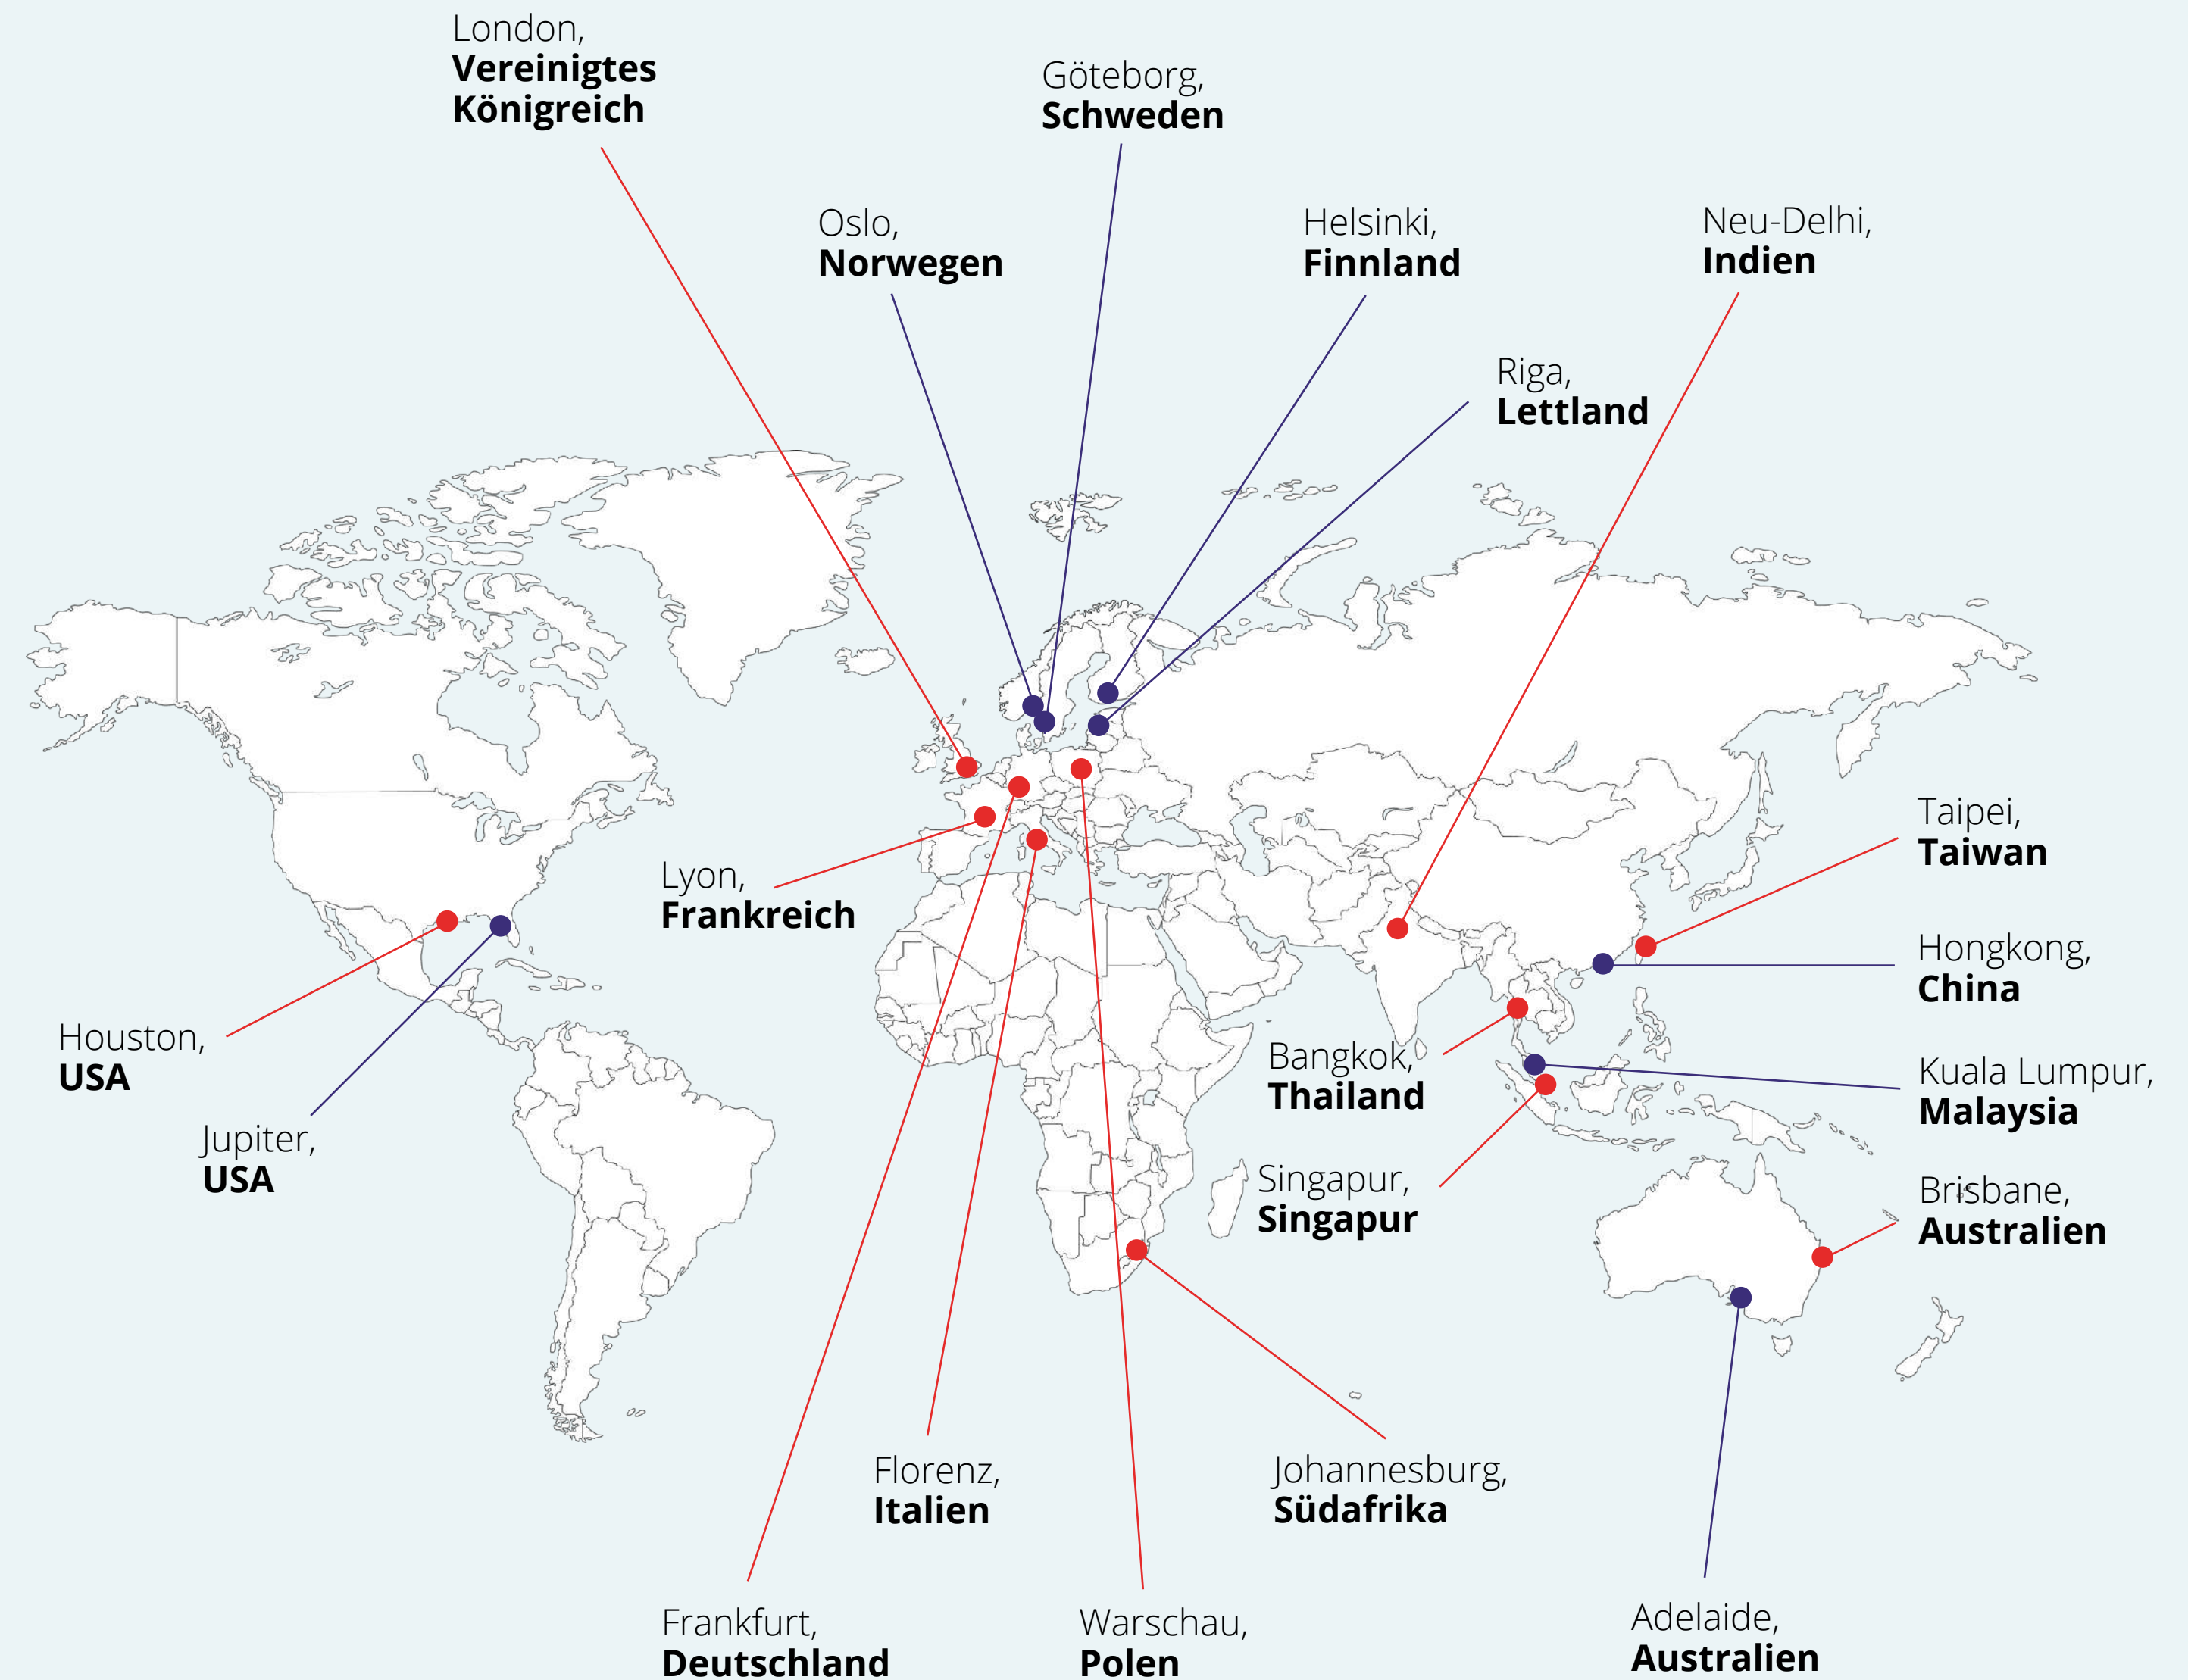 London,
Vereinigtes
Königreich
Göteborg,
Schweden
Oslo,
Norwegen
Helsinki,
Finnland
Neu-Delhi,
Indien
Riga,
Lettland
Taipei,
Taiwan
Lyon,
Frankreich
Hongkong,
China
Houston,
USA
Bangkok,
Thailand
Kuala Lumpur,
Malaysia
Jupiter,
USA
Singapur,
Singapur
Brisbane,
Australien
Florenz,
Italien
Johannesburg,
Südafrika
Frankfurt,
Deutschland
Warschau,
Polen
Adelaide,
Australien